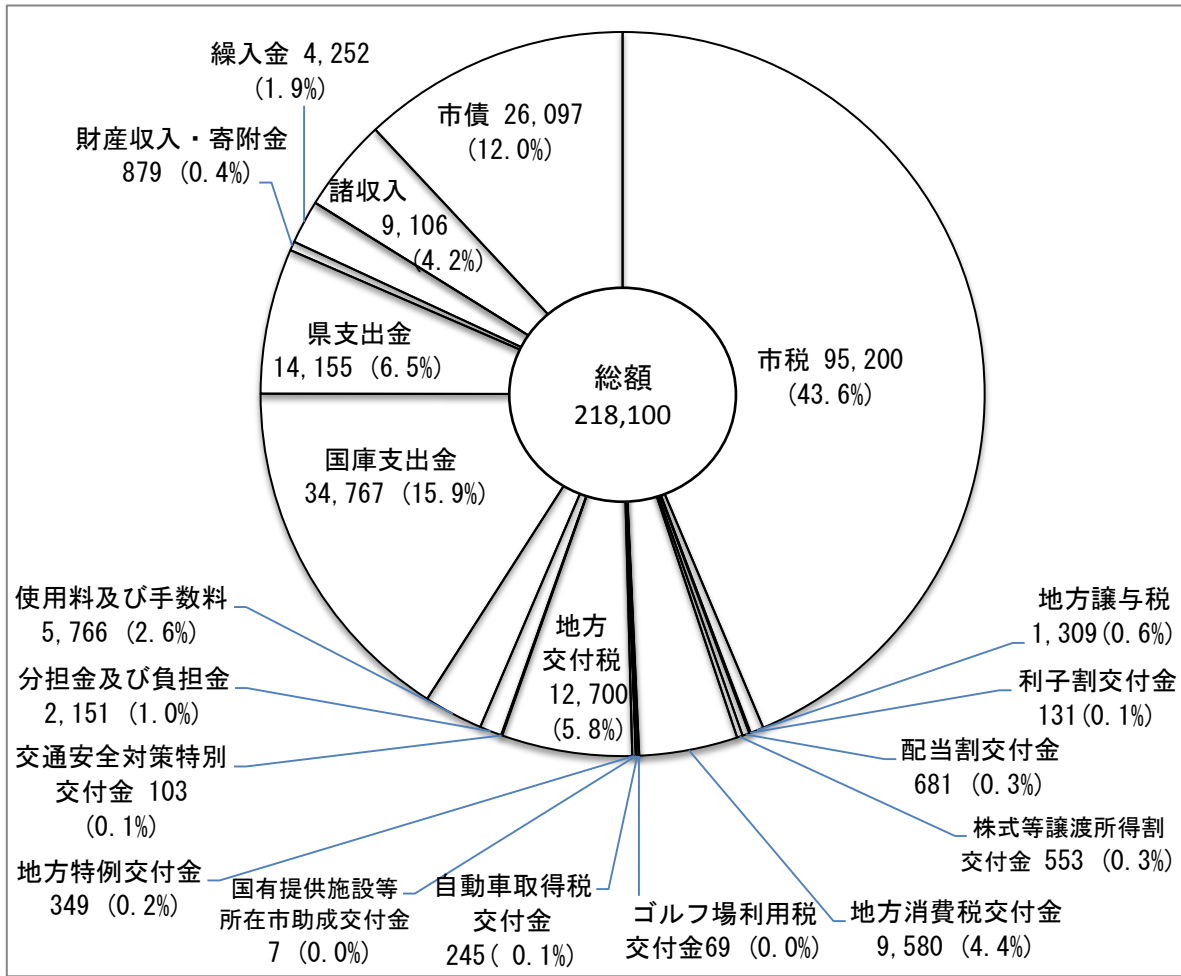 総額
218,100
市税 95,200
(43.6%)
地方譲与税
1,309(0.6%)
利子割交付金
131(0.1%)
配当割交付金
681 (0.3%)
株式等譲渡所得割
交付金 553 (0.3%)
地方消費税交付金
9,580 (4.4%)
ゴルフ場利用税
交付金69 (0.0%)
自動車取得税
交付金
245( 0.1%)
国有提供施設等
所在市助成交付金
7 (0.0%)
地方特例交付金
349 (0.2%)
地方
交付税
12,700
(5.8%)
交通安全対策特別
交付金 103
(0.1%)
分担金及び負担金
2,151 (1.0%)
使用料及び手数料
5,766 (2.6%)
国庫支出金
34,767 (15.9%)
県支出金
14,155 (6.5%)
財産収入・寄附金
879 (0.4%)
繰入金 4,252
(1.9%)
諸収入
9,106
(4.2%)
市債 26,097
(12.0%)